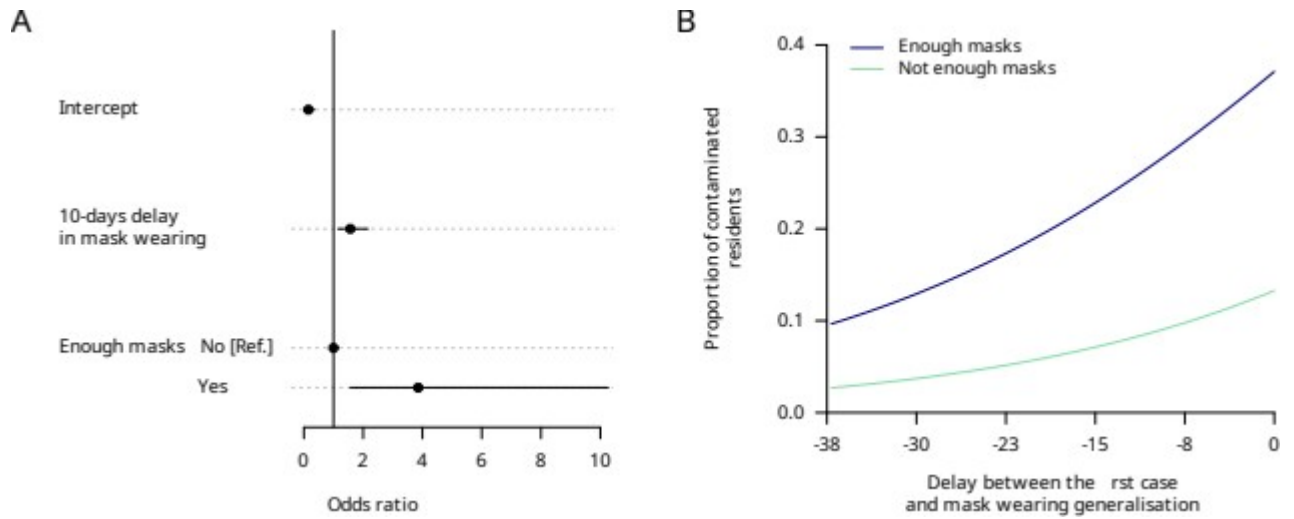 A
Intercept
10-days delay
in mask wearing
Enough masks No [Ref.]
Yes
0 2 4 6 8 10
Odds ratio
B
Enough masks
Not enough masks
0.4
0.3
0.2
0.1
0.0
Proportion of contaminated
residents
-38 -30 -23 -15 -8 0
Delay between the rst case
and mask wearing generalisation